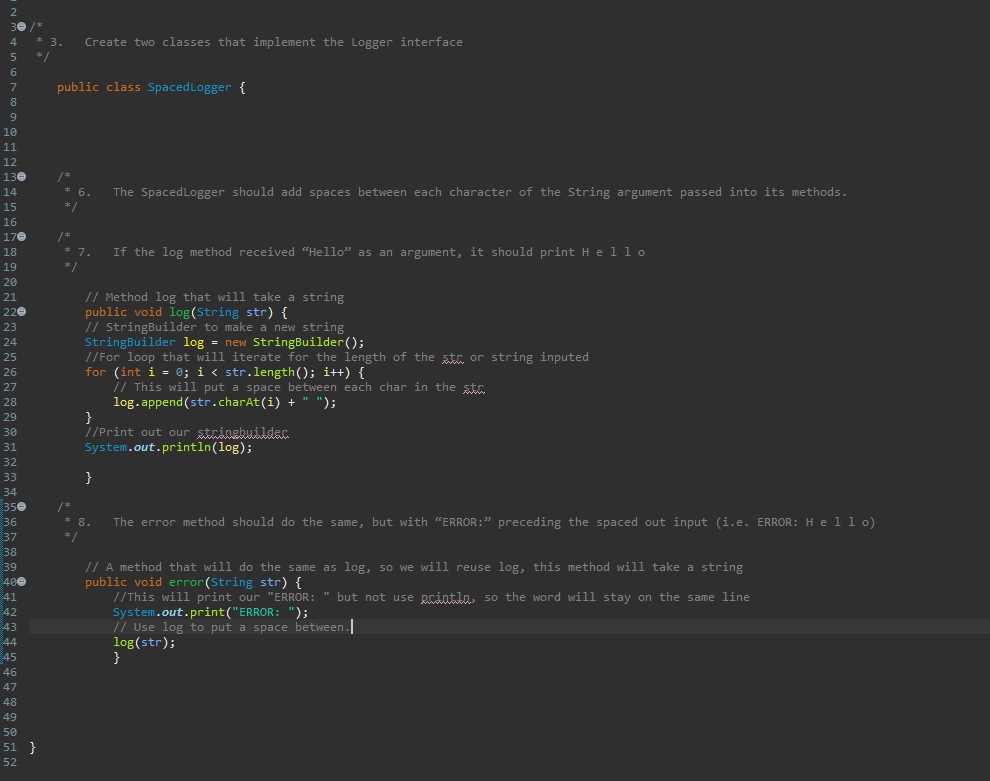 2
3 /*
4  * 3.   Create two classes that implement the Logger interface
5  */
6
7    public class SpacedLogger {
8
9
10
11
12
13    /*
14     * 6.   The SpacedLogger should add spaces between each character of the String argument passed into its methods.
15     */
16
17    /*
18     * 7.   If the log method received “Hello” as an argument, it should print H e l l o
19     */
20
21        // Method log that will take a string
22        public void log(String str) {
23        // StringBuilder to make a new string
24        StringBuilder log = new StringBuilder();
25        //For loop that will iterate for the length of the str or string inputed
26        for (int i = 0; i < str.length(); i++) {
27            // This will put a space between each char in the str
28            log.append(str.charAt(i) + " ");
29        }
30        //Print out our stringbuilder
31        System.out.println(log);
32
33        }
34
35    /*
36     * 8.   The error method should do the same, but with “ERROR:” preceding the spaced out input (i.e. ERROR: H e l l o)
37     */
38
39        // A method that will do the same as log, so we will reuse log, this method will take a string
40        public void error(String str) {
41            //This will print our "ERROR: " but not use println, so the word will stay on the same line
42            System.out.print("ERROR: ");
43            // Use log to put a space between.
44            log(str);
45            }
46
47
48
49
50
51 }
52